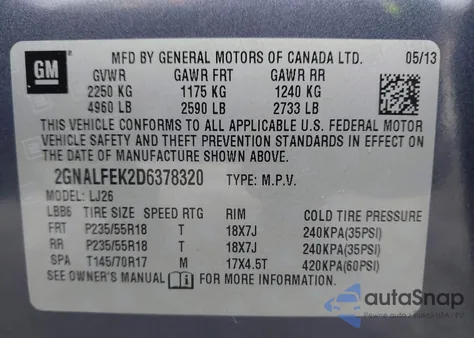 GM
MFD BY GENERAL MOTORS OF CANADA LTD. 05/13
GVWR GAWR FRT GAWR RR
2250 KG 1175 KG 1240 KG
4960 LB 2590 LB 2733 LB
THIS VEHICLE CONFORMS TO ALL APPLICABLE U.S. FEDERAL MOTOR
VEHICLE SAFETY AND THEFT PREVENTION STANDARDS IN EFFECT ON
THE DATE OF MANUFACTURE SHOWN ABOVE.
2GNALFEK2D6378320 TYPE: M.P.V.
MODEL: LJ26
LBB6 TIRE SIZE SPEED RTG RIM COLD TIRE PRESSURE
FRT P235/55R18 T 18X7J 240KPA(35PSI)
RR P235/55R18 T 18X7J 240KPA(35PSI)
SPA T145/70R17 M 17X4.5T 420KPA(60PSI)
SEE OWNER'S MANUAL FOR MORE INFORMATION.
autoSnap